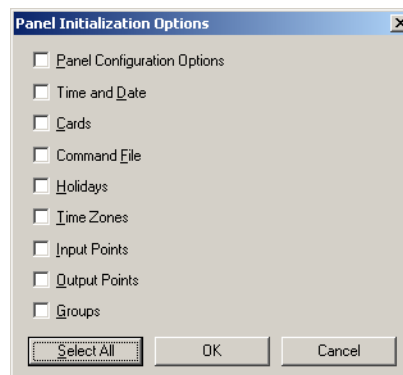 Panel Initialization Options
Panel Configuration Options
Time and Date
Cards
Command File
Holidays
Time Zones
Input Points
Output Points
Groups
Select All OK Cancel